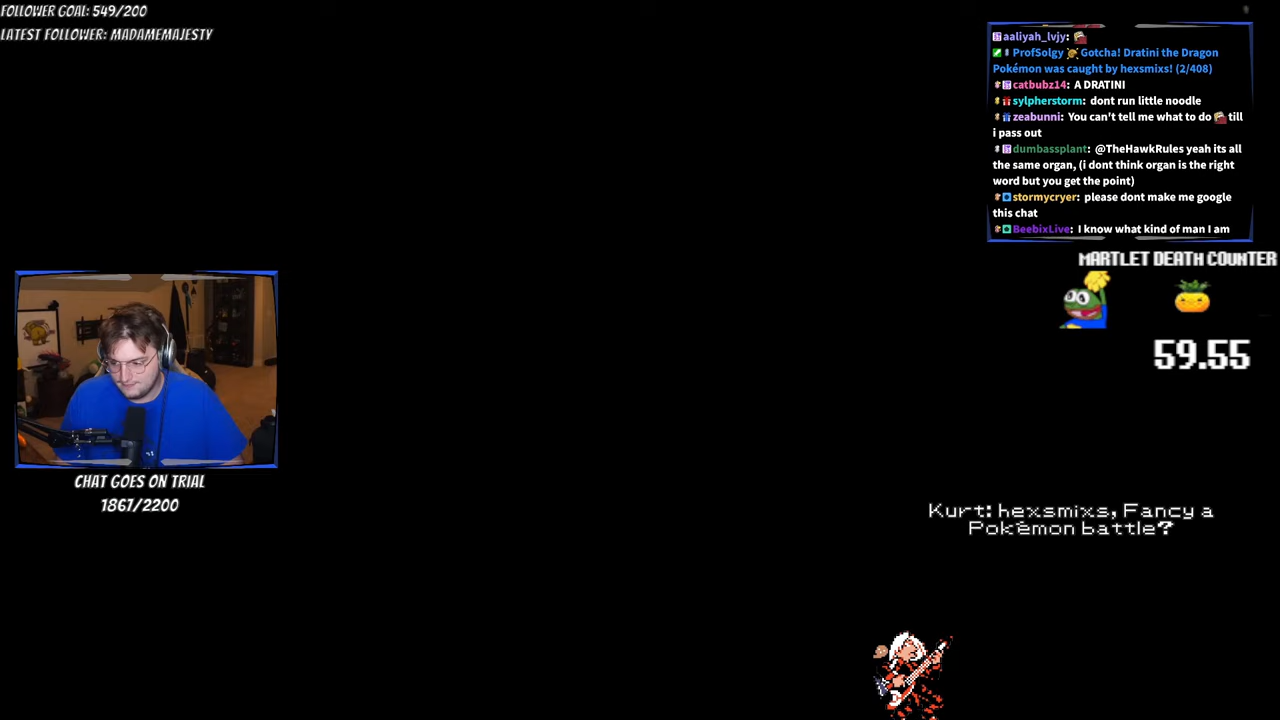 FOLLOWER GOAL: 549/200
LATEST FOLLOWER: MADAMEMAJESTY
aaliyah_lvjy:
ProfSolgy Gotcha! Dratini the Dragon
Pokémon was caught by hexsmixs! (2/408)
catbubz14: A DRATINI
sylpherstorm: dont run little noodle
zeabunni: You can't tell me what to do till
i pass out
dumbassplant: @TheHawkRules yeah its all
the same organ, (i dont think organ is the right
word but you get the point)
stormycryer: please dont make me google
this chat
BeebixLive: I know what kind of man I am
MARTLET DEATH COUNTER
59.55
CHAT GOES ON TRIAL
1867/2200
Kurt: hexsmixs, Fancy a
Pokémon battle?